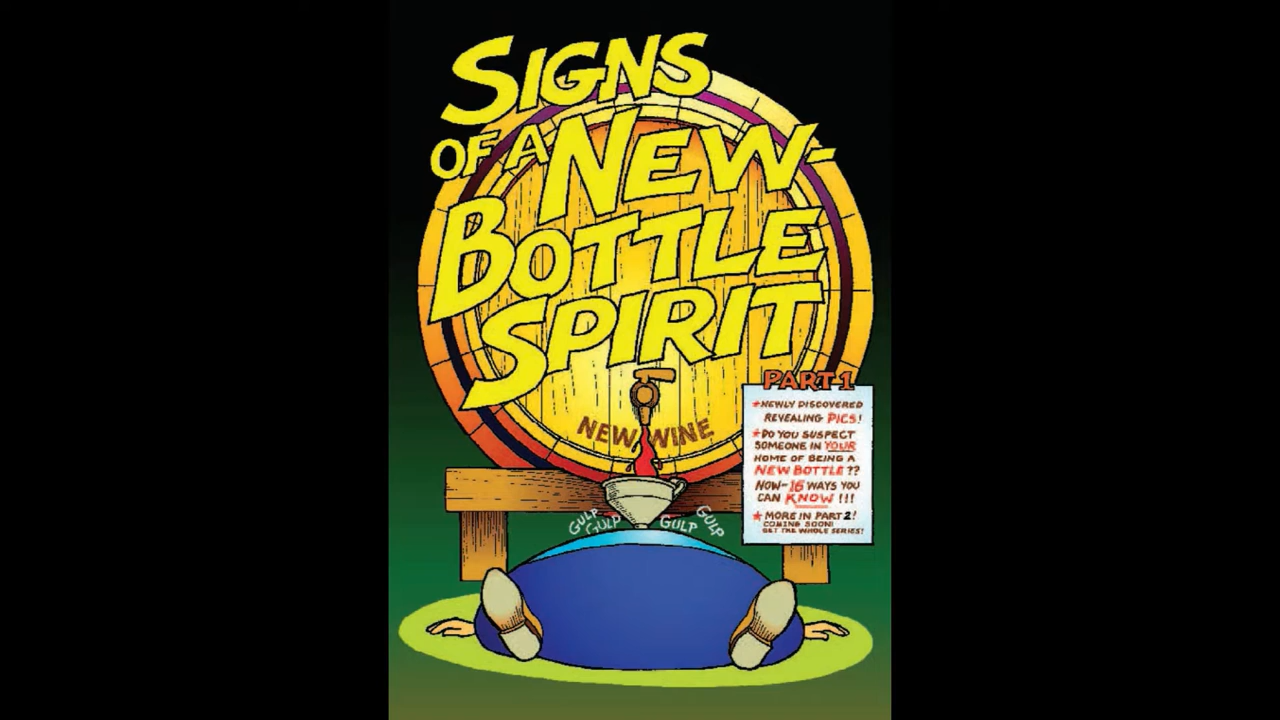 SIGNS
OF A NEW-
BOTTLE
SPIRIT
NEW WINE
GULP
GULP
GULP
GULP
PART 1
*NEWLY DISCOVERED
REVEALING PICS!
*DO YOU SUSPECT
SOMEONE IN YOUR
HOME OF BEING A
NEW BOTTLE??
NOW-16 WAYS YOU
CAN KNOW!!!
*MORE IN PART 2!
COMING SOON!
GET THE WHOLE SERIES!